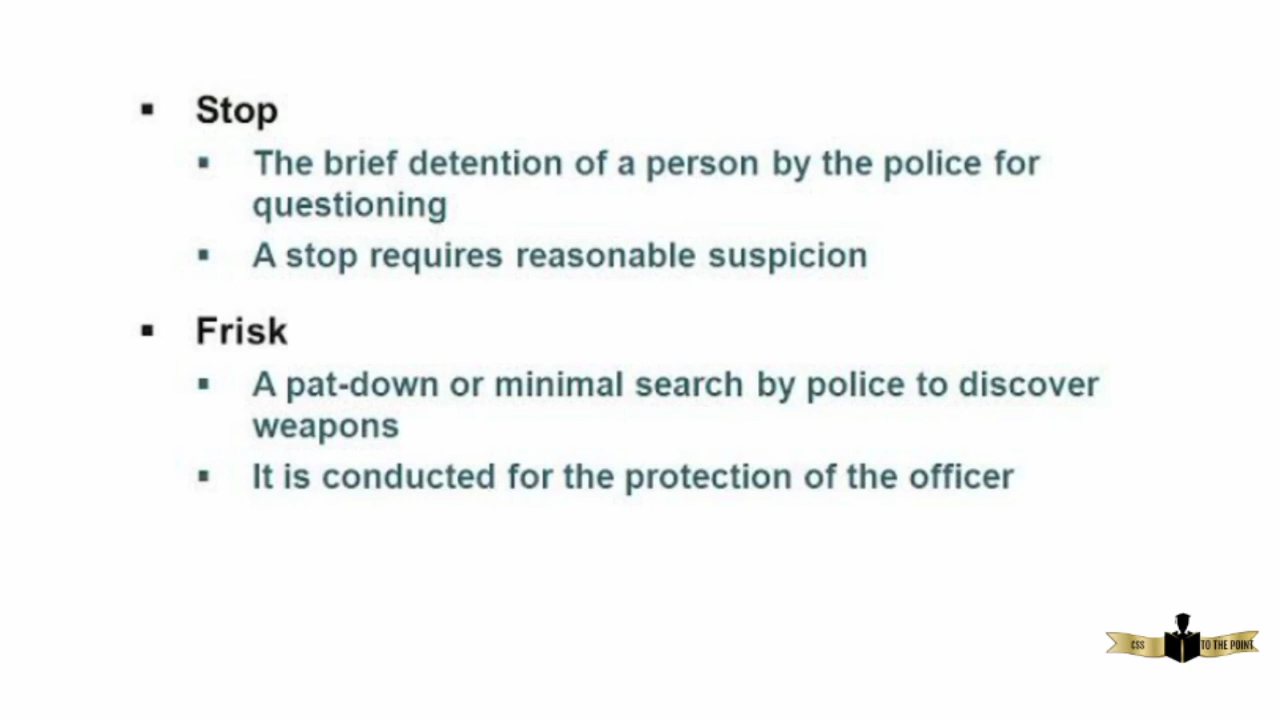 ▪ Stop
▪ The brief detention of a person by the police for
questioning
▪ A stop requires reasonable suspicion
▪ Frisk
▪ A pat-down or minimal search by police to discover
weapons
▪ It is conducted for the protection of the officer
CSS TO THE POINT